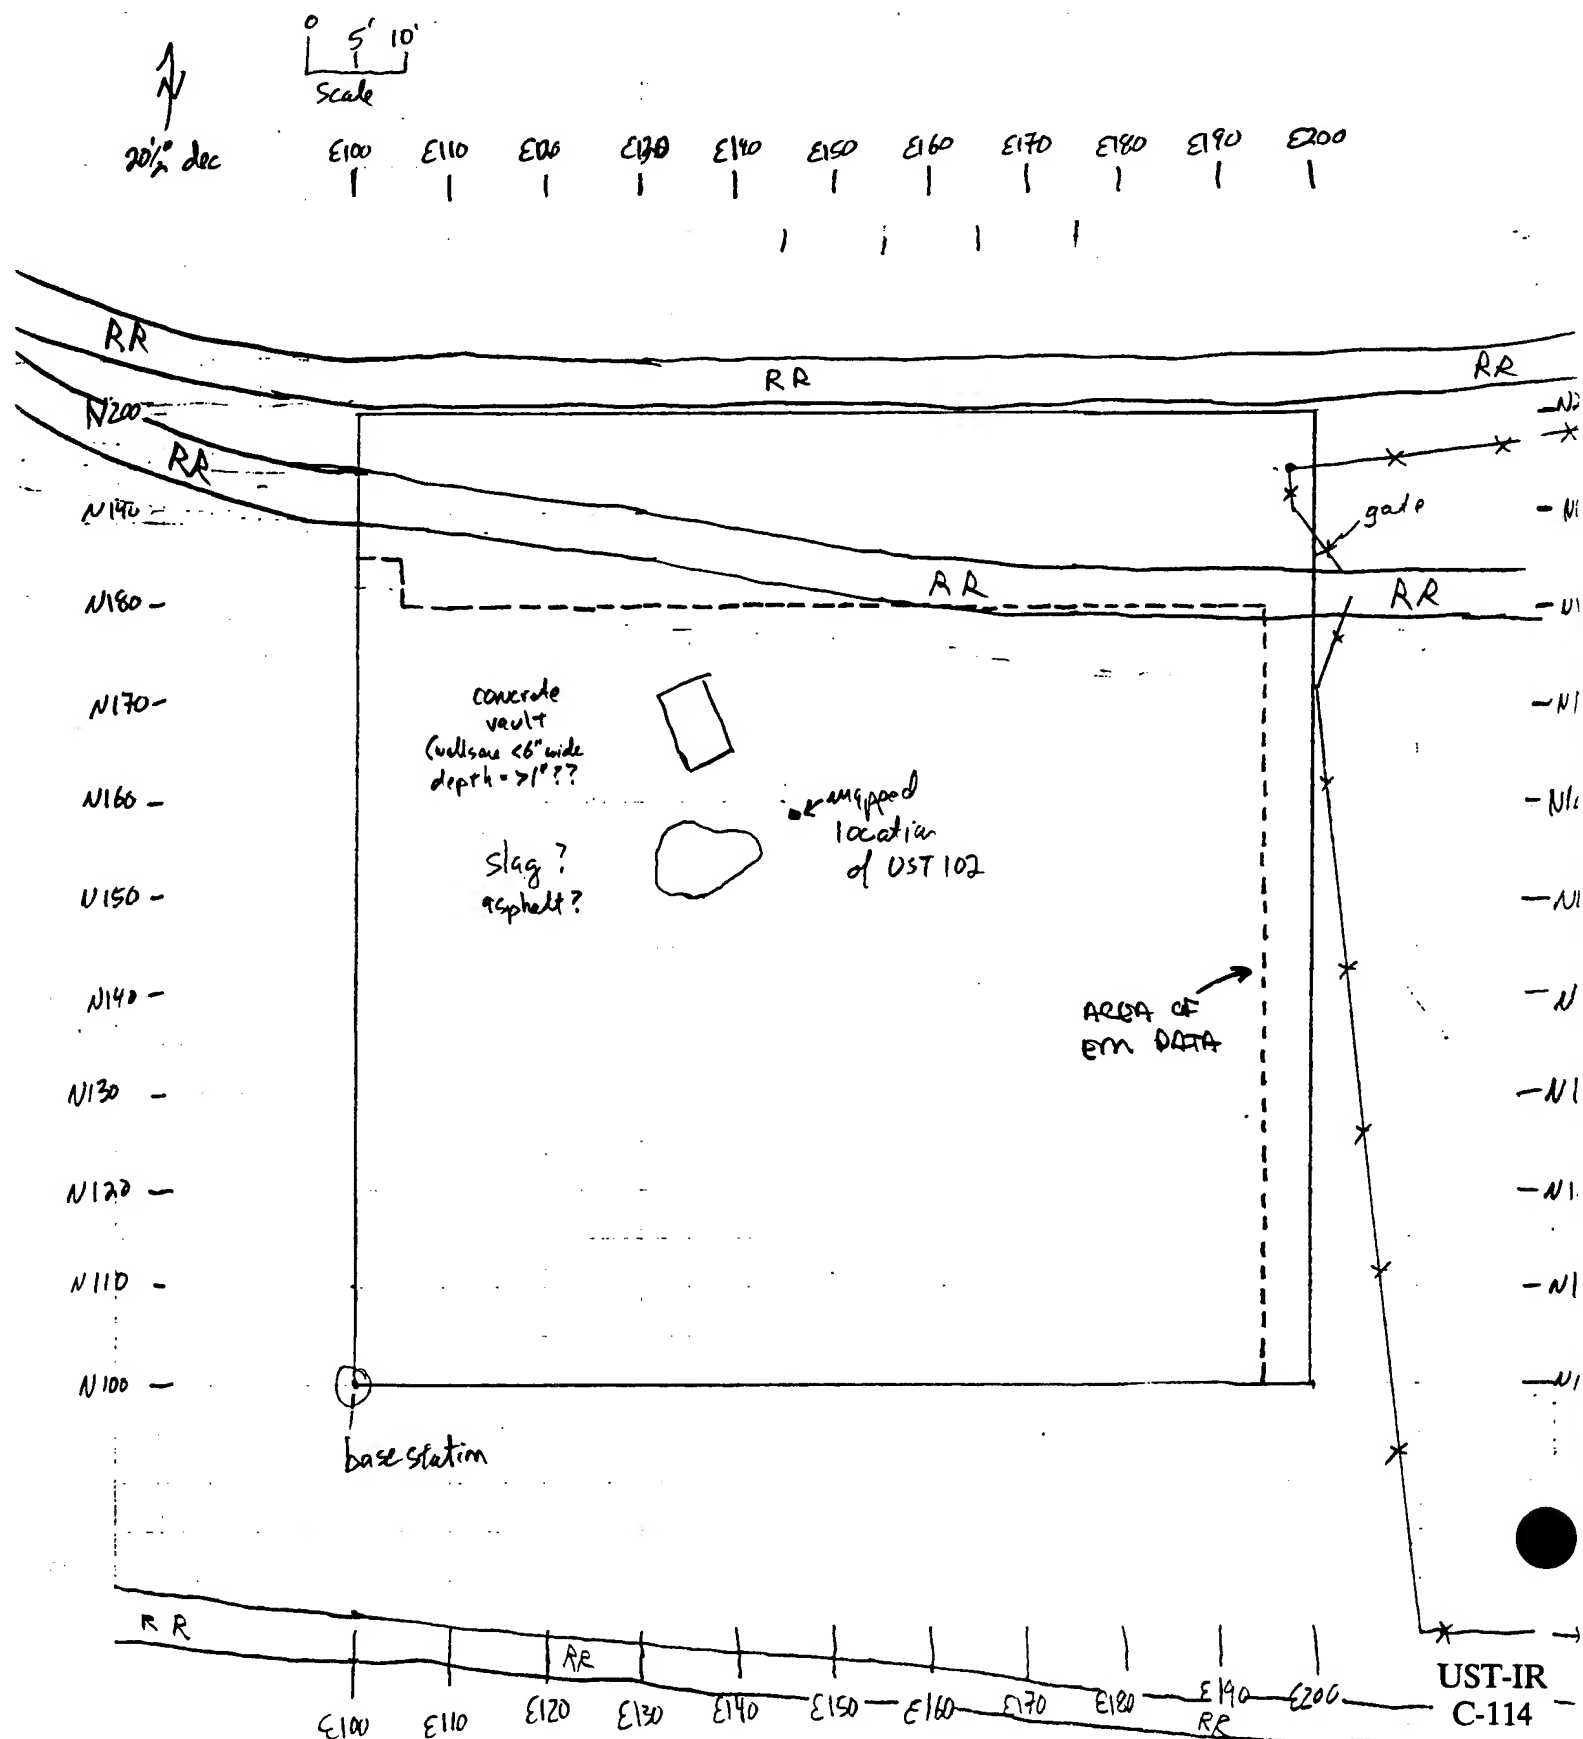 0 5' 10'
Scale
N
20½° dec
E100 E110 E120 E130 E140 E150 E160 E170 E180 E190 E200
RR
RR
RR
N200
RR
gate
N190
RR
RR
N180
concrete
vault
(walls are <6" wide
depth = >1' ??
N170
N160
mapped
location
of UST 102
slag ?
asphalt?
N150
AREA OF
EM DATA
N140
N130
N120
N110
N100
base station
RR
RR
RR
E100 E110 E120 E130 E140 E150 E160 E170 E180 E190 E200
UST-IR
C-114